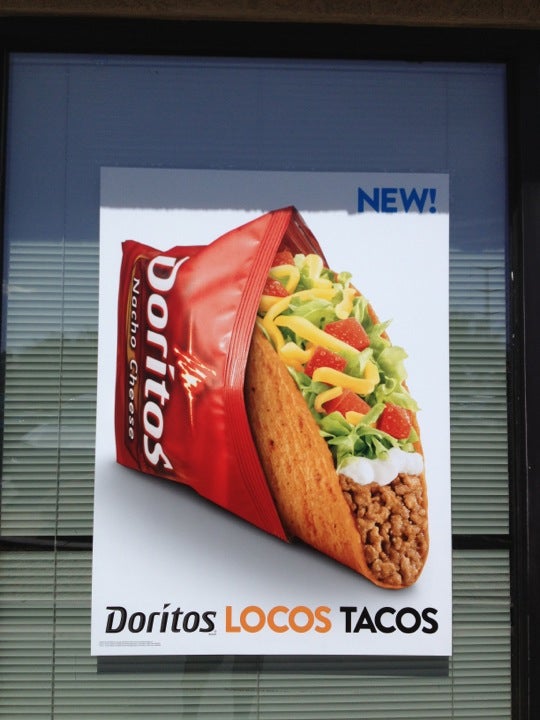 NEW!
Doritos
Nacho Cheese
Doritos LOCOS TACOS